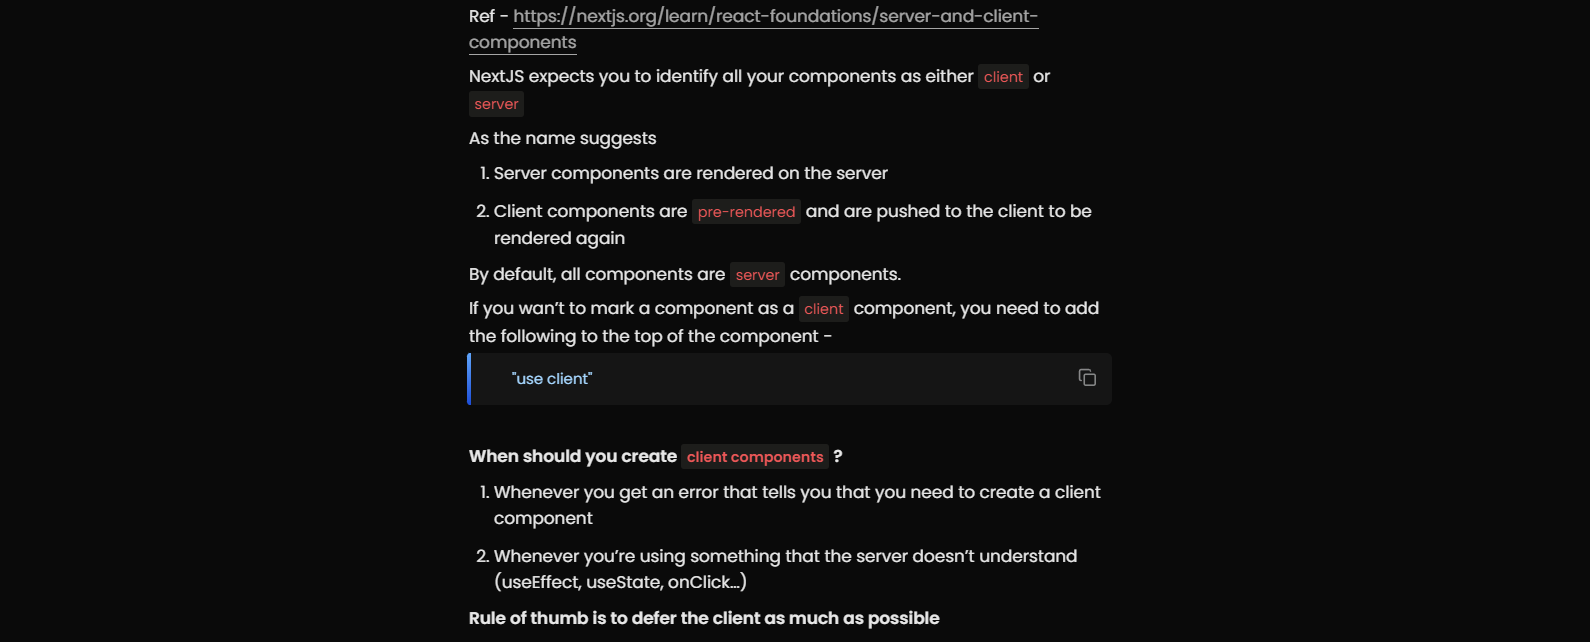 Ref - https://nextjs.org/learn/react-foundations/server-and-client-
components
NextJS expects you to identify all your components as either client or
server
As the name suggests
1. Server components are rendered on the server
2. Client components are pre-rendered and are pushed to the client to be
rendered again
By default, all components are server components.
If you wan’t to mark a component as a client component, you need to add
the following to the top of the component -
"use client"
When should you create client components ?
1. Whenever you get an error that tells you that you need to create a client
component
2. Whenever you’re using something that the server doesn’t understand
(useEffect, useState, onClick...)
Rule of thumb is to defer the client as much as possible